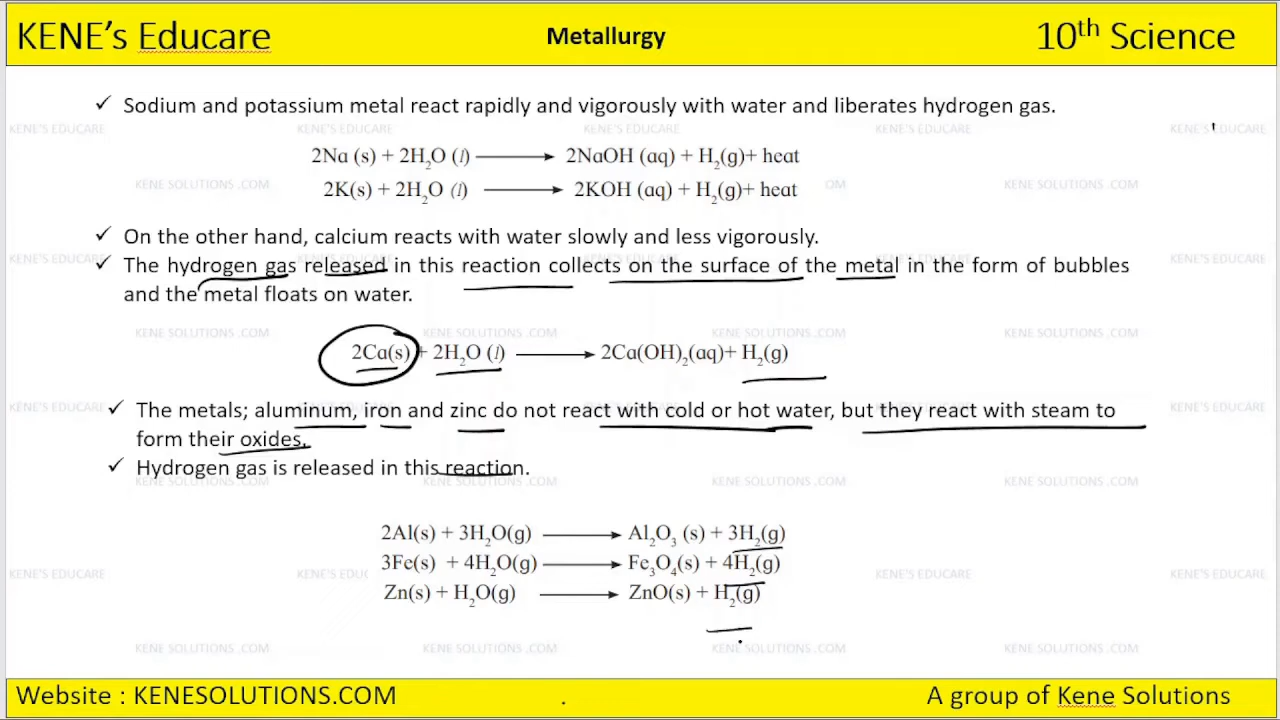 KENE's Educare
Metallurgy
10th Science
✓ Sodium and potassium metal react rapidly and vigorously with water and liberates hydrogen gas.
2Na (s) + 2H₂O (l) ⟶ 2NaOH (aq) + H₂(g)+ heat
2K(s) + 2H₂O (l) ⟶ 2KOH (aq) + H₂(g)+ heat
✓ On the other hand, calcium reacts with water slowly and less vigorously.
✓ The hydrogen gas released in this reaction collects on the surface of the metal in the form of bubbles
and the metal floats on water.
2Ca(s) + 2H₂O (l) ⟶ 2Ca(OH)₂(aq)+ H₂(g)
✓ The metals; aluminum, iron and zinc do not react with cold or hot water, but they react with steam to
form their oxides.
✓ Hydrogen gas is released in this reaction.
2Al(s) + 3H₂O(g) ⟶ Al₂O₃ (s) + 3H₂(g)
3Fe(s) + 4H₂O(g) ⟶ Fe₃O₄(s) + 4H₂(g)
Zn(s) + H₂O(g) ⟶ ZnO(s) + H₂(g)
Website : KENESOLUTIONS.COM
A group of Kene Solutions